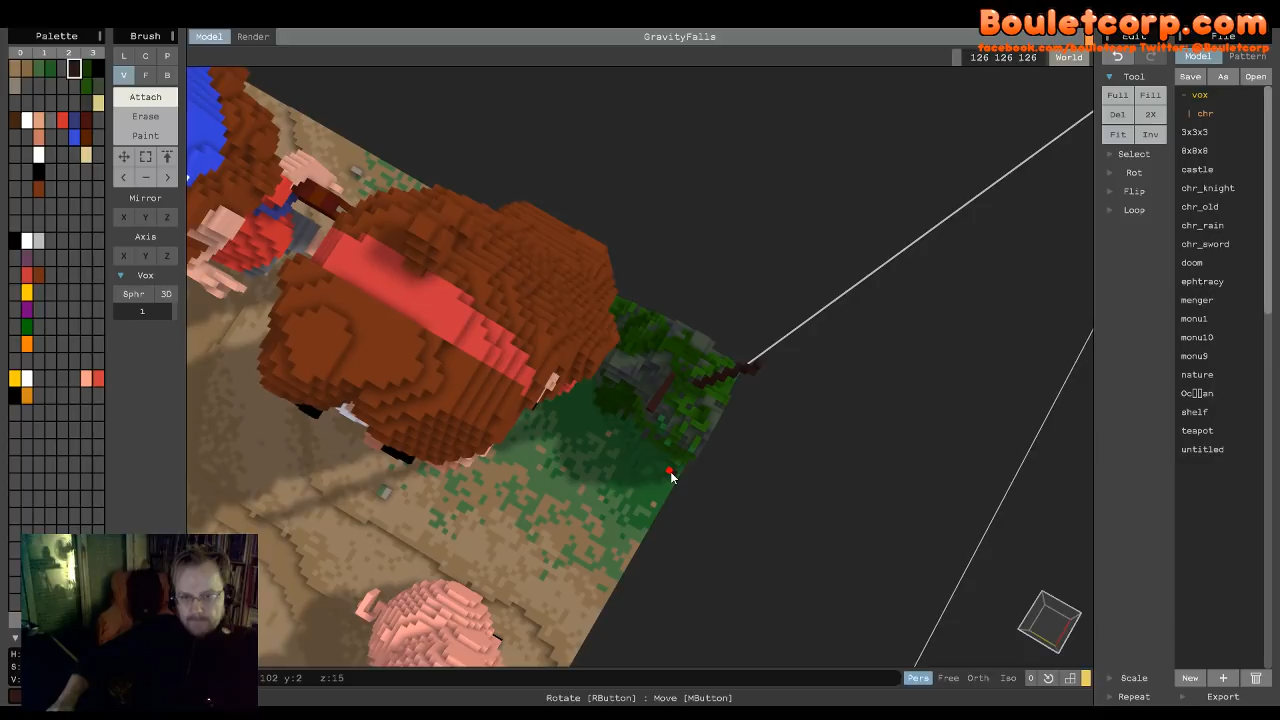 Bouletcorp.com
facebook.com/bouletcorp Twitter @Bouletcorp
Palette
Brush
Model
Render
GravityFalls
Edit
File
0 1 2 3
L C P
126 126 126
World
Model
Pattern
V F B
Tool
Save
As
Open
Attach
Full
Fill
- vox
Erase
Del
2X
| chr
Paint
Fit
Inv
3x3x3
Select
8x8x8
Rot
castle
< - >
Flip
chr_knight
Mirror
Loop
chr_old
X Y Z
chr_rain
Axis
chr_sword
X Y Z
doom
Vox
ephtracy
Sphr
3D
menger
1
monu1
monu10
monu9
nature
shelf
teapot
untitled
H:
S:
V:
102 y:2 z:15
Pers
Free
Orth
Iso
0
Scale
New
+
Rotate [RButton] : Move [MButton]
Repeat
Export